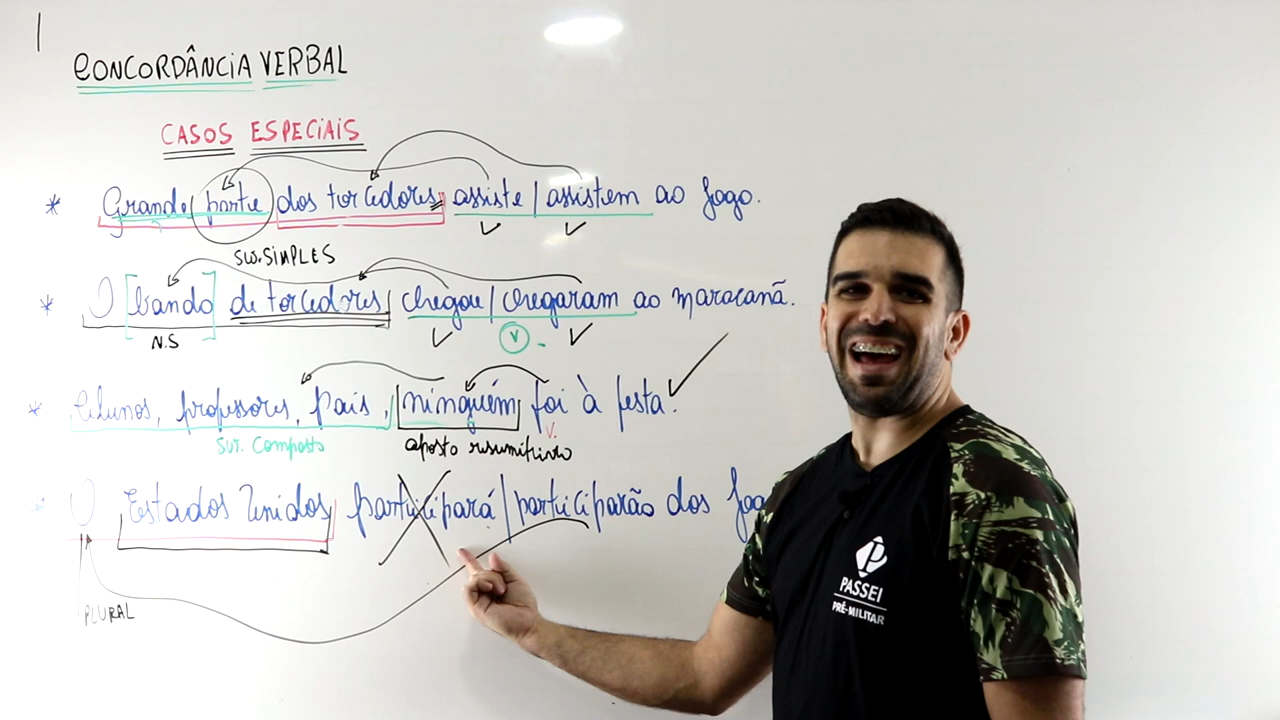 CONCORDÂNCIA VERBAL
CASOS ESPECIAIS
* Grande parte dos torcedores assiste / assistem ao jogo.
SUJ. SIMPLES
* O [bando] de torcedores chegou / chegaram ao Maracanã.
N.S
V
* Alunos, professores, pais, ninguém foi à festa.
V.
suj. Composto
aposto resumitivo
* O Estados Unidos participará / participarão dos
PLURAL
PASSEI
PRÉ-MILITAR